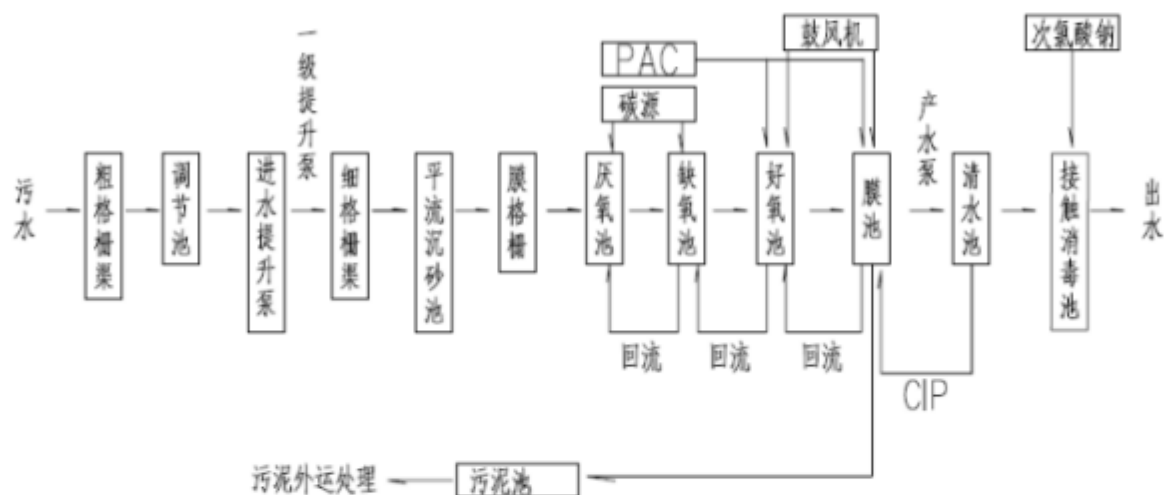 鼓风机
次氯酸钠
PAC
碳源
一级提升泵
产水泵
污水
粗格栅渠
调节池
进水提升泵
细格栅渠
平流沉砂池
膜格栅
厌氧池
缺氧池
好氧池
膜池
清水池
接触消毒池
出水
回流
回流
回流
CIP
污泥外运处理
污泥池